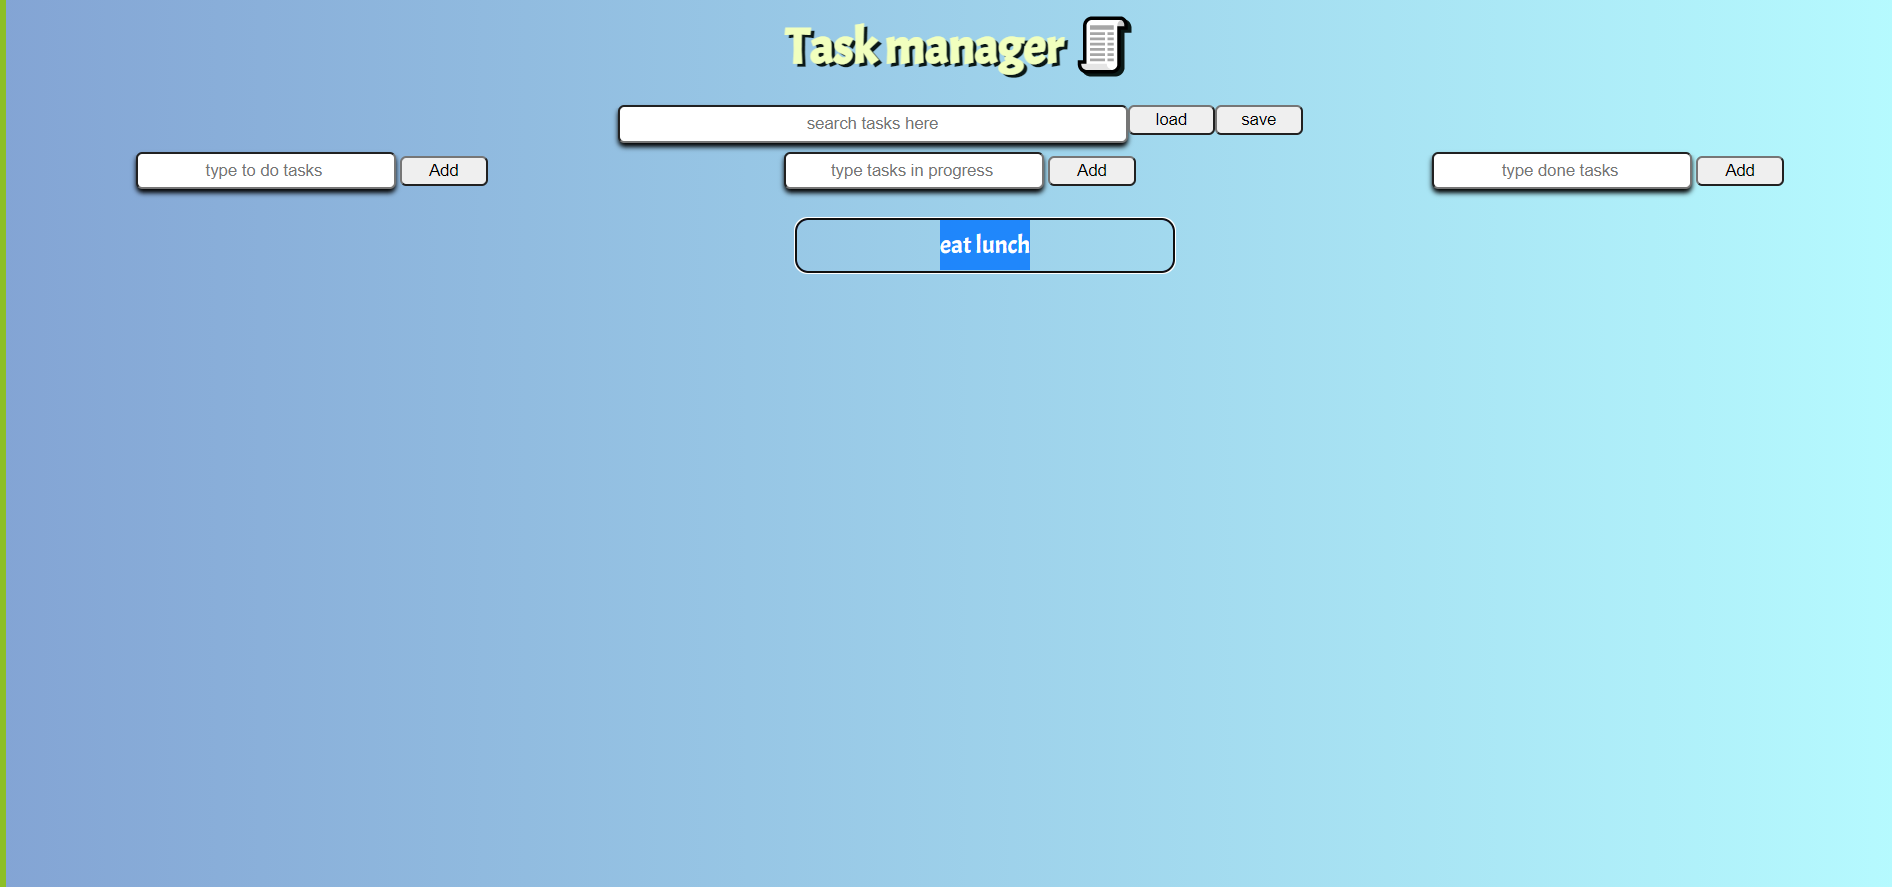 Task manager
search tasks here load save
type to do tasks Add type tasks in progress Add type done tasks Add
eat lunch